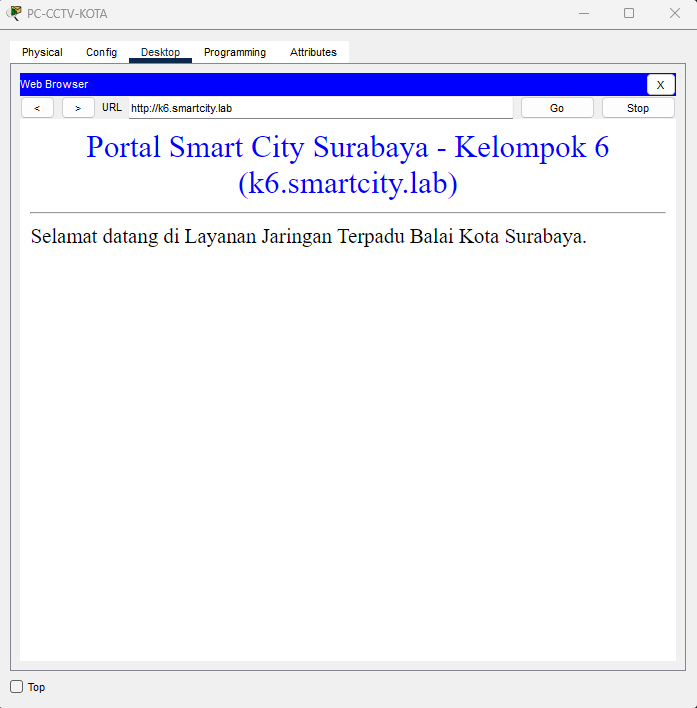 PC-CCTV-KOTA
Physical Config Desktop Programming Attributes
Web Browser X
< > URL http://k6.smartcity.lab Go Stop
Portal Smart City Surabaya - Kelompok 6
(k6.smartcity.lab)
Selamat datang di Layanan Jaringan Terpadu Balai Kota Surabaya.
Top